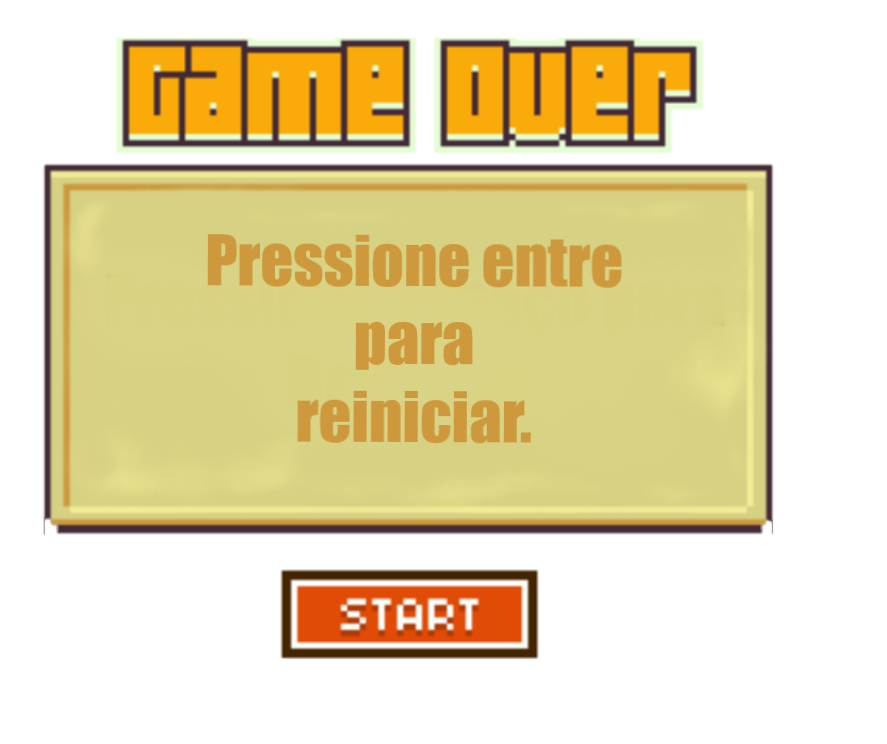 Game Over
Pressione entre
para
reiniciar.
START